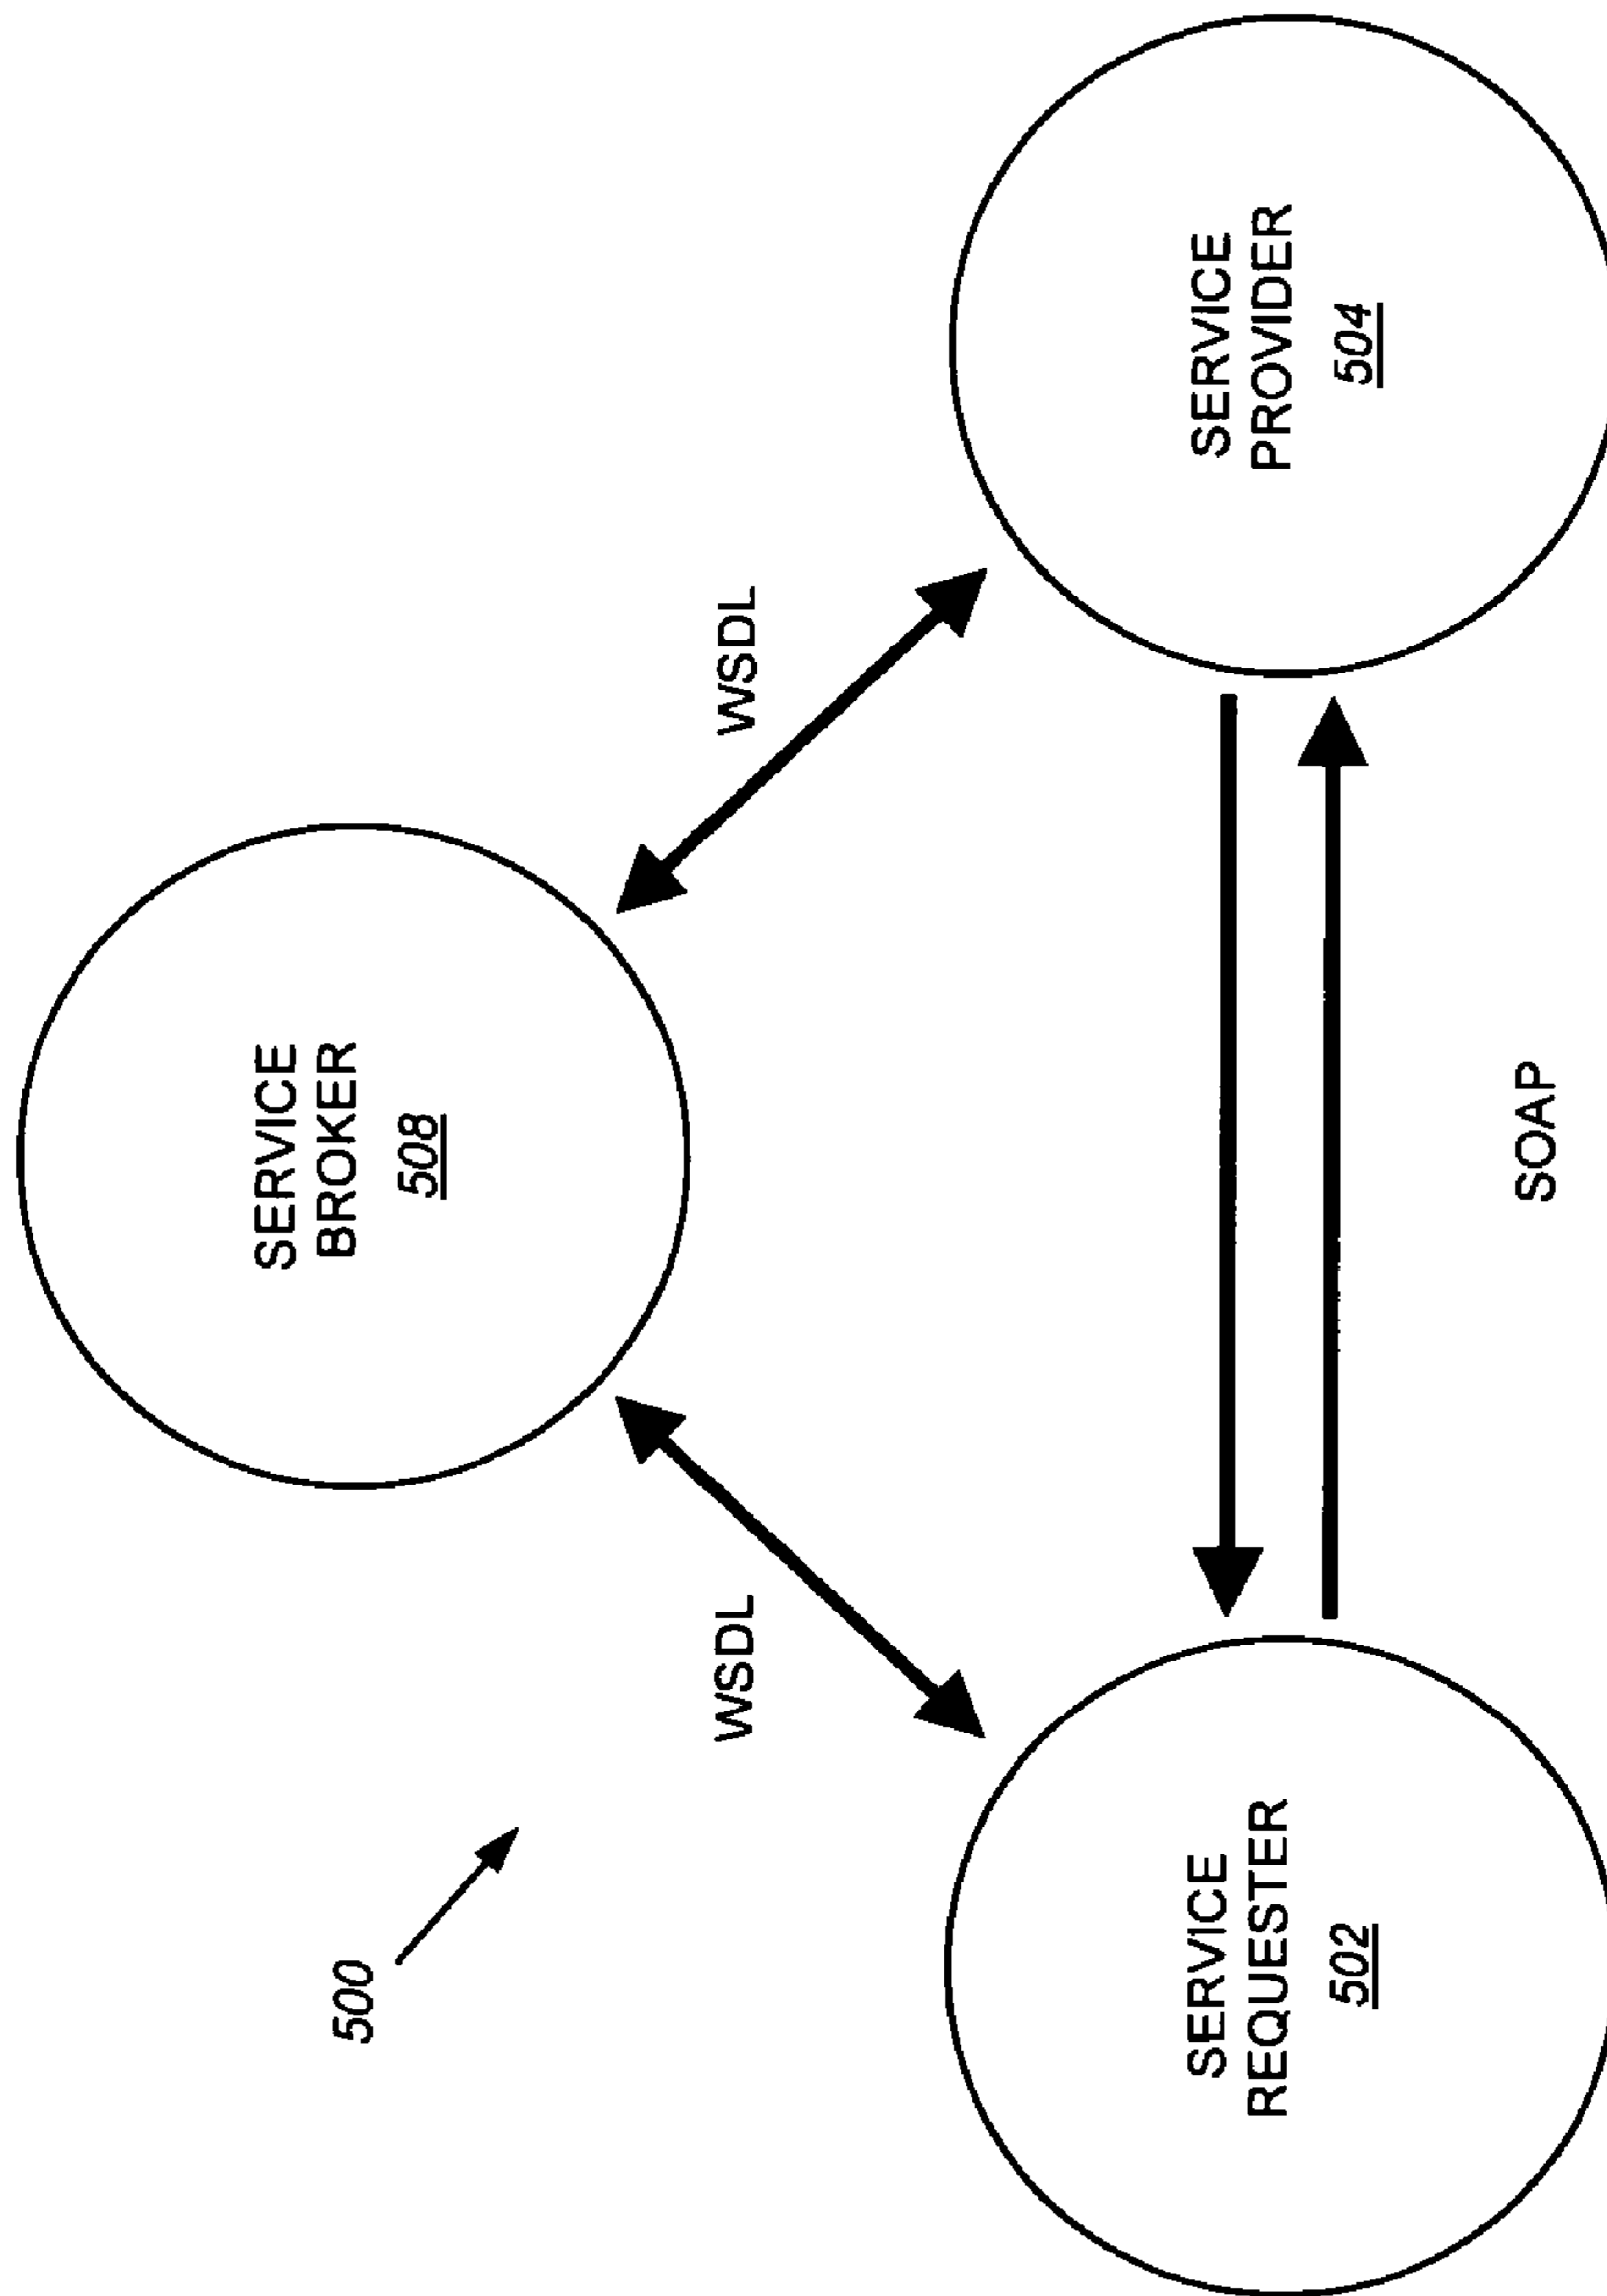 500
SERVICE
BROKER
508
WSDL
WSDL
SERVICE
REQUESTER
502
SERVICE
PROVIDER
504
SOAP